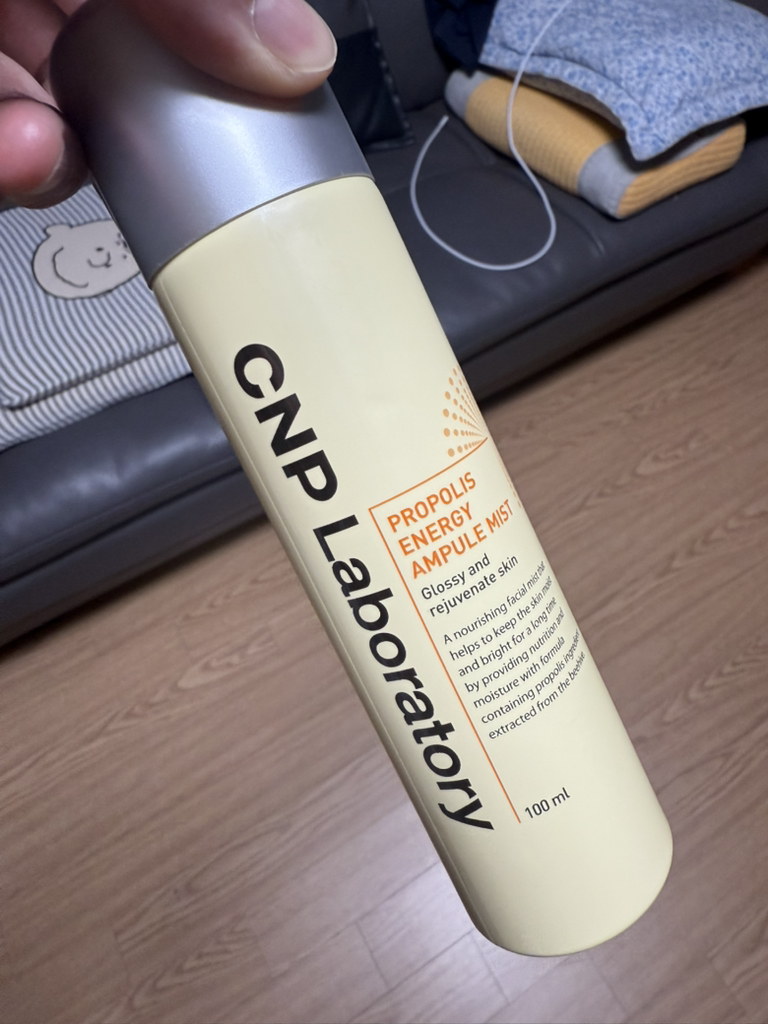 CNP Laboratory
PROPOLIS
ENERGY
AMPULE MIST
Glossy and
rejuvenate skin
A nourishing facial mist that
helps to keep the skin moist
and bright for a long time
by providing nutrition and
moisture with formula
containing propolis ingredient
extracted from the beehive.
100 ml